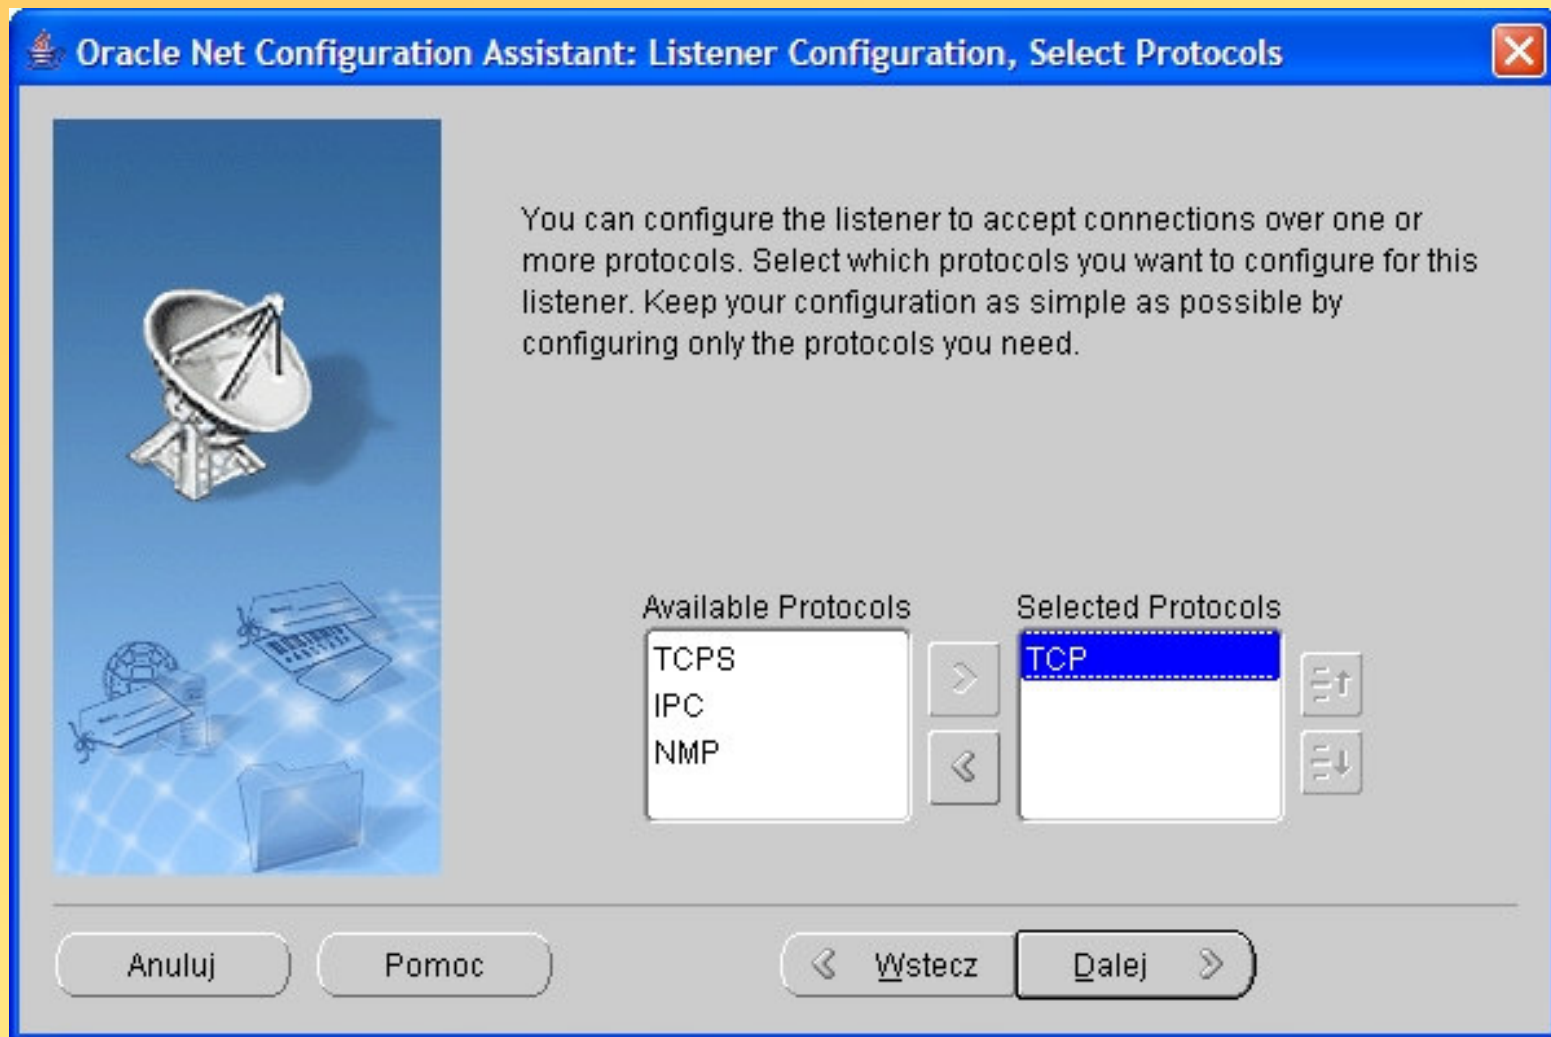 Oracle Net Configuration Assistant: Listener Configuration, Select Protocols
You can configure the listener to accept connections over one or
more protocols. Select which protocols you want to configure for this
listener. Keep your configuration as simple as possible by
configuring only the protocols you need.
Available Protocols
TCPS
IPC
NMP
Selected Protocols
TCP
Anuluj
Pomoc
Wstecz
Dalej